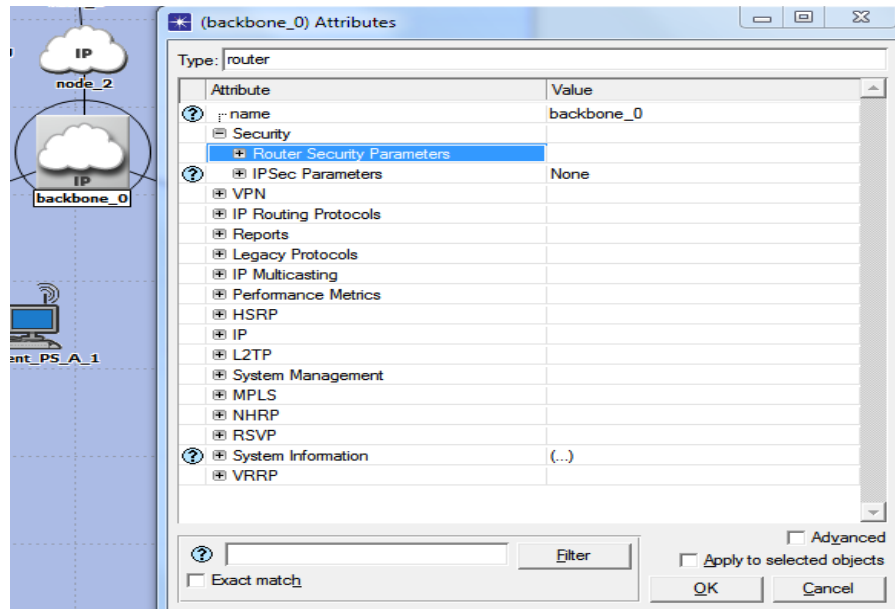 (backbone_0) Attributes
IP
node_2
IP
backbone_0
ent_PS_A_1
Type: router
Attribute Value
name backbone_0
Security
Router Security Parameters
IPSec Parameters None
VPN
IP Routing Protocols
Reports
Legacy Protocols
IP Multicasting
Performance Metrics
HSRP
IP
L2TP
System Management
MPLS
NHRP
RSVP
System Information (...)
VRRP
Advanced
Filter
Apply to selected objects
Exact match
OK Cancel